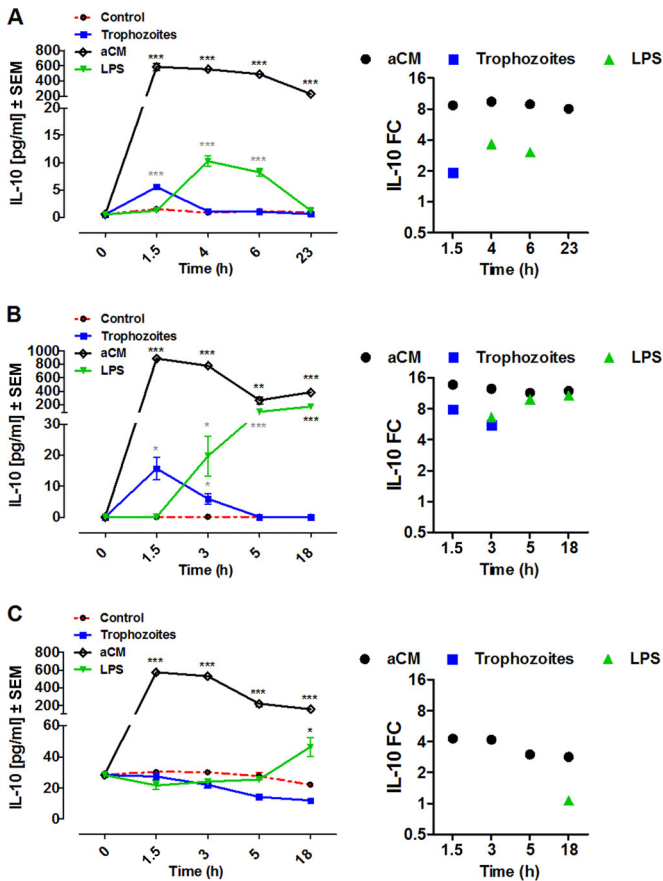 A
Control
Trophozoites
aCM
LPS
IL-10 [pg/ml] ± SEM
800
600
400
200
20
15
10
5
0
*** *** *** ***
*** *** ***
0 1.5 4 6 23
Time (h)
aCM Trophozoites LPS
IL-10 FC
16
8
4
2
1
0.5
1.5 4 6 23
Time (h)
B
Control
Trophozoites
aCM
LPS
IL-10 [pg/ml] ± SEM
1000
800
600
400
200
30
20
10
0
*** *** ** ***
* * *** ***
*
0 1.5 3 5 18
Time (h)
aCM Trophozoites LPS
IL-10 FC
16
8
4
2
1
0.5
1.5 3 5 18
Time (h)
C
Control
Trophozoites
aCM
LPS
IL-10 [pg/ml] ± SEM
800
600
400
200
60
40
20
0
*** *** *** ***
*
0 1.5 3 5 18
Time (h)
aCM Trophozoites LPS
IL-10 FC
16
8
4
2
1
0.5
1.5 3 5 18
Time (h)